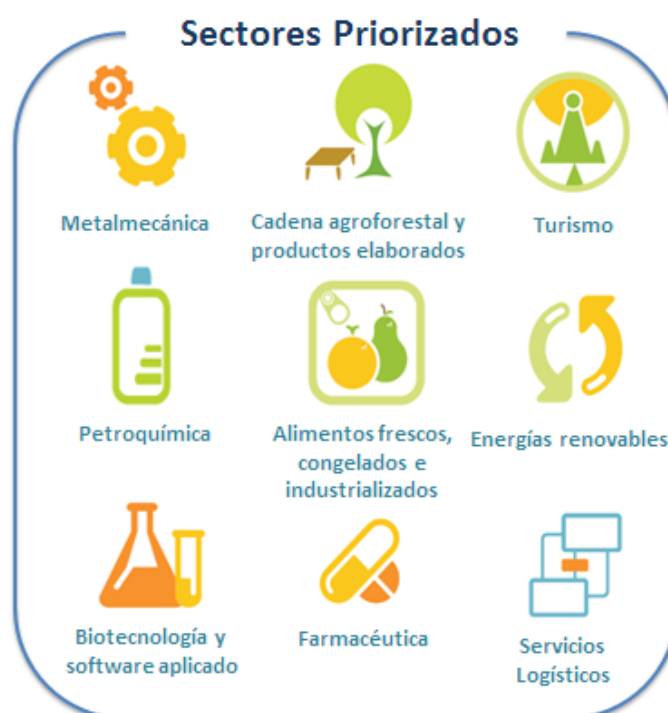 Sectores Priorizados
Metalmecánica
Cadena agroforestal y
productos elaborados
Turismo
Petroquímica
Alimentos frescos,
congelados e
industrializados
Energías renovables
Biotecnología y
software aplicado
Farmacéutica
Servicios
Logísticos